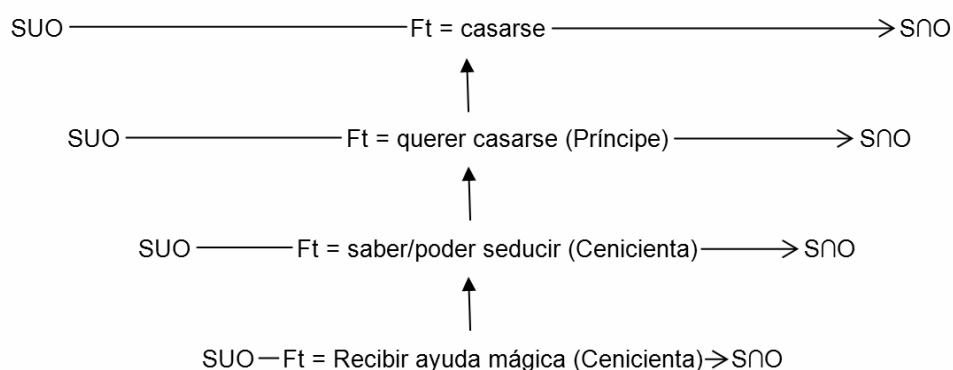 SUO Ft = casarse S∩O
SUO Ft = querer casarse (Príncipe) S∩O
SUO Ft = saber/poder seducir (Cenicienta) S∩O
SUO Ft = Recibir ayuda mágica (Cenicienta) S∩O